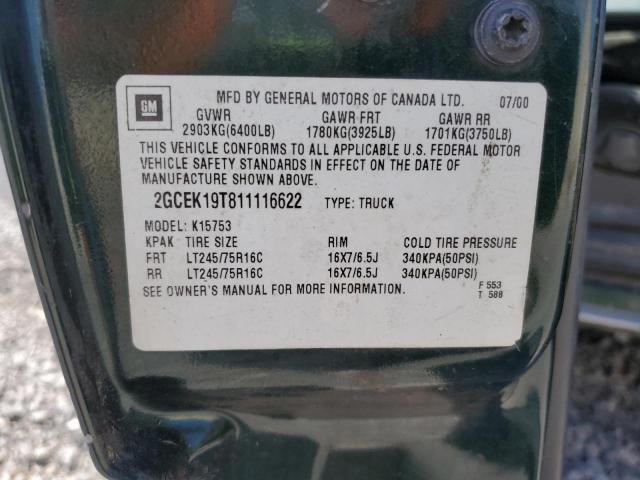 GM
MFD BY GENERAL MOTORS OF CANADA LTD. 07/00
GVWR GAWR FRT GAWR RR
2903KG(6400LB) 1780KG(3925LB) 1701KG(3750LB)
THIS VEHICLE CONFORMS TO ALL APPLICABLE U.S. FEDERAL MOTOR
VEHICLE SAFETY STANDARDS IN EFFECT ON THE DATE OF
MANUFACTURE SHOWN ABOVE.
2GCEK19T811116622 TYPE: TRUCK
MODEL: K15753
KPAK: TIRE SIZE RIM COLD TIRE PRESSURE
FRT LT245/75R16C 16X7/6.5J 340KPA(50PSI)
RR LT245/75R16C 16X7/6.5J 340KPA(50PSI)
SEE OWNER'S MANUAL FOR MORE INFORMATION.
F 553
T 588